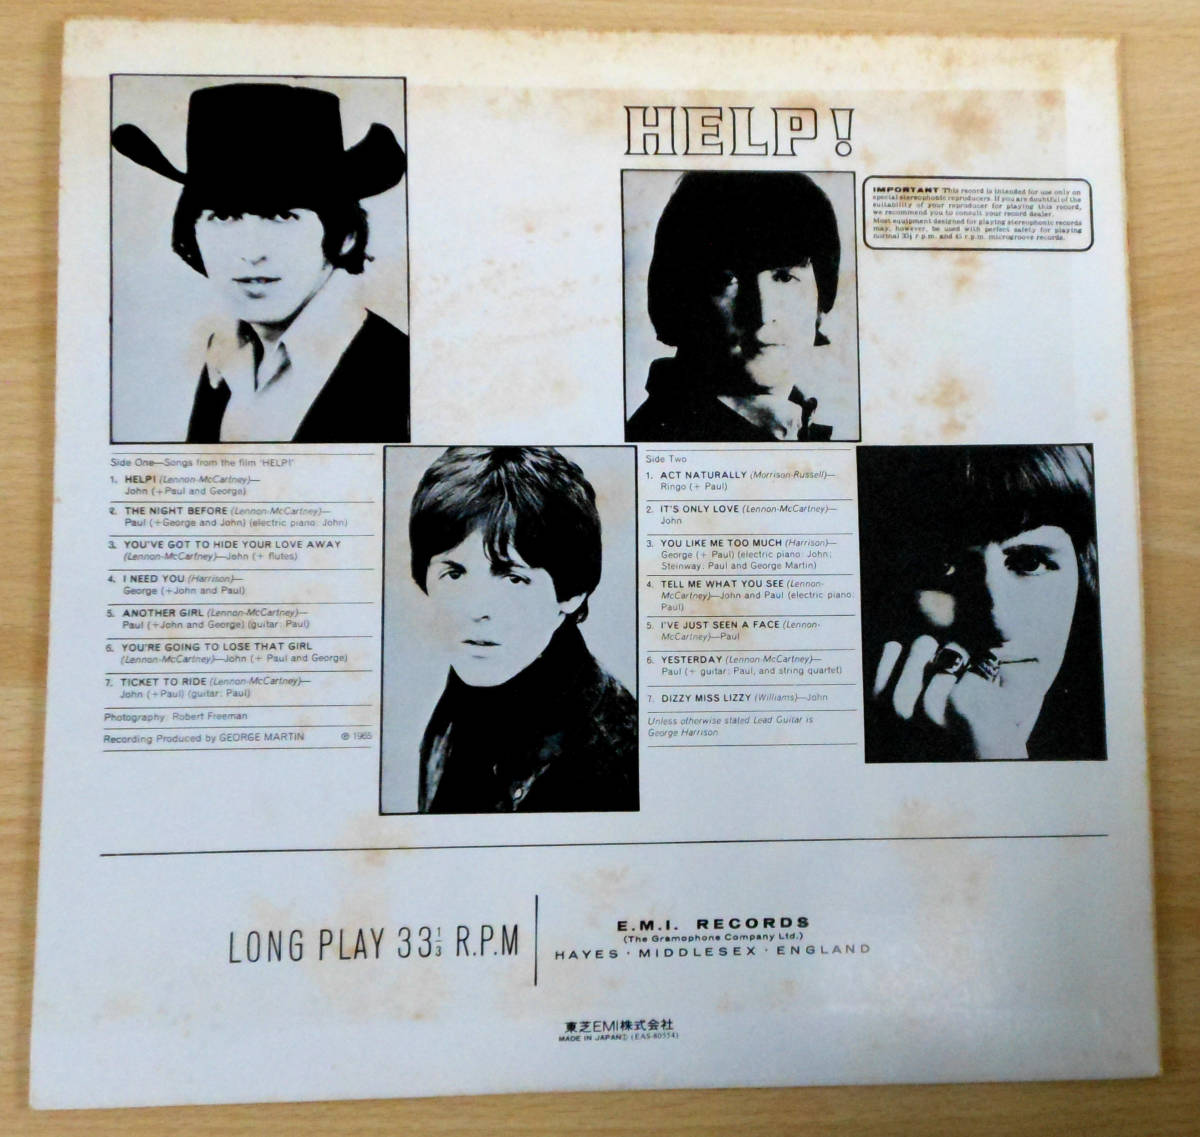 HELP!
IMPORTANT This record is intended for use only on
special stereophonic reproducers. If you are doubtful of the
suitability of your reproducer for playing this record,
we recommend you to consult your record dealer.
Most equipment designed for playing stereophonic records
may, however, be used with perfect safety for playing
normal 33⅓ r.p.m. and 45 r.p.m. microgroove records.
Side One—Songs from the film 'HELP!'
1. HELP! (Lennon-McCartney)—
John (+Paul and George)
2. THE NIGHT BEFORE (Lennon-McCartney)—
Paul (+George and John) (electric piano: John)
3. YOU'VE GOT TO HIDE YOUR LOVE AWAY
(Lennon-McCartney)—John (+ flutes)
4. I NEED YOU (Harrison)—
George (+John and Paul)
5. ANOTHER GIRL (Lennon-McCartney)—
Paul (+John and George) (guitar: Paul)
6. YOU'RE GOING TO LOSE THAT GIRL
(Lennon-McCartney)—John (+ Paul and George)
7. TICKET TO RIDE (Lennon-McCartney)—
John (+Paul) (guitar: Paul)
Photography: Robert Freeman
Recording Produced by GEORGE MARTIN ℗ 1965
Side Two
1. ACT NATURALLY (Morrison-Russell)—
Ringo (+ Paul)
2. IT'S ONLY LOVE (Lennon-McCartney)—
John
3. YOU LIKE ME TOO MUCH (Harrison)—
George (+ Paul) (electric piano: John;
Steinway: Paul and George Martin)
4. TELL ME WHAT YOU SEE (Lennon-
McCartney)—John and Paul (electric piano:
Paul)
5. I'VE JUST SEEN A FACE (Lennon-
McCartney)—Paul
6. YESTERDAY (Lennon-McCartney)—
Paul (+ guitar: Paul, and string quartet)
7. DIZZY MISS LIZZY (Williams)—John
Unless otherwise stated Lead Guitar is
George Harrison
LONG PLAY 33⅓ R.P.M
E.M.I. RECORDS
(The Gramophone Company Ltd.)
HAYES · MIDDLESEX · ENGLAND
東芝EMI株式会社
MADE IN JAPAN① (EAS-80554)